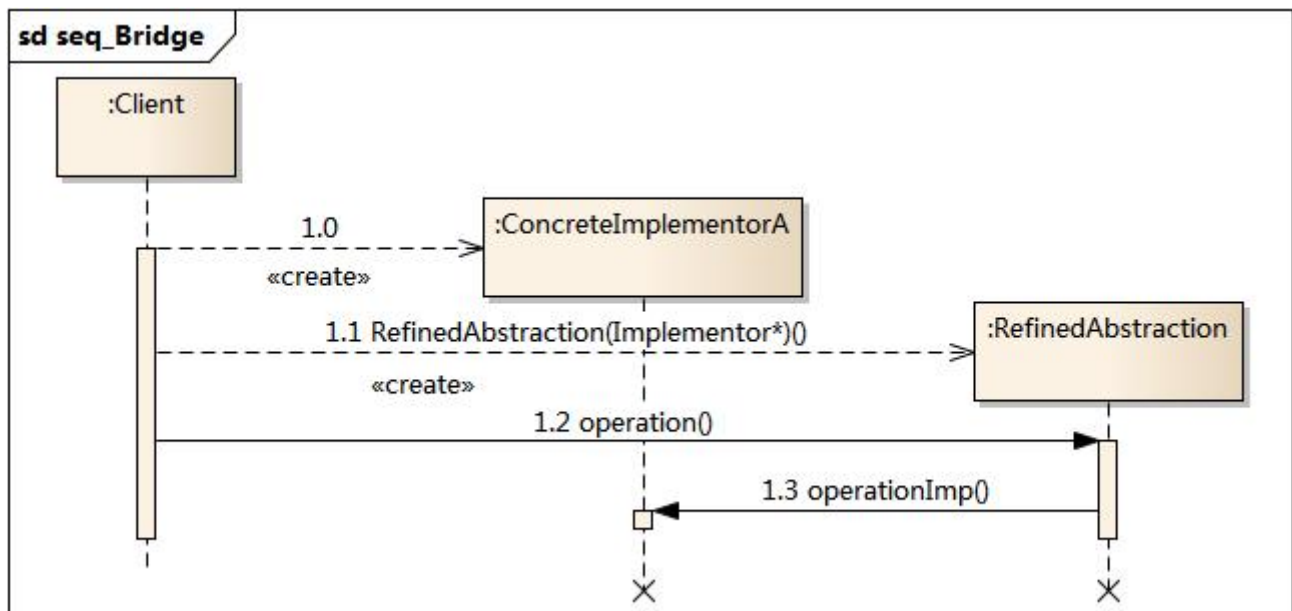 sd seq_Bridge
:Client
1.0
:ConcreteImplementorA
«create»
1.1 RefinedAbstraction(Implementor*)()
:RefinedAbstraction
«create»
1.2 operation()
1.3 operationImp()